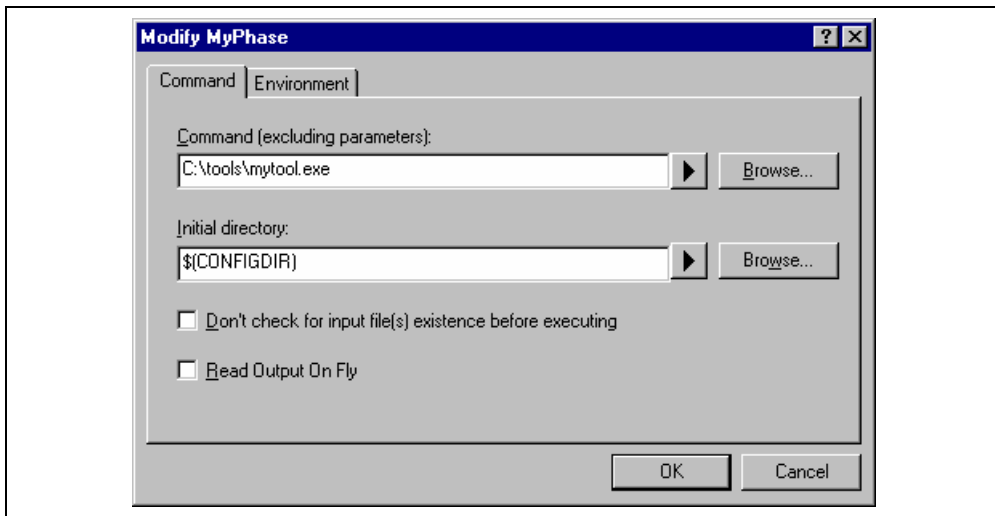 Modify MyPhase
Command Environment
Command (excluding parameters):
C:\tools\mytool.exe Browse...
Initial directory:
$(CONFIGDIR) Browse...
Don't check for input file(s) existence before executing
Read Output On Fly
OK Cancel